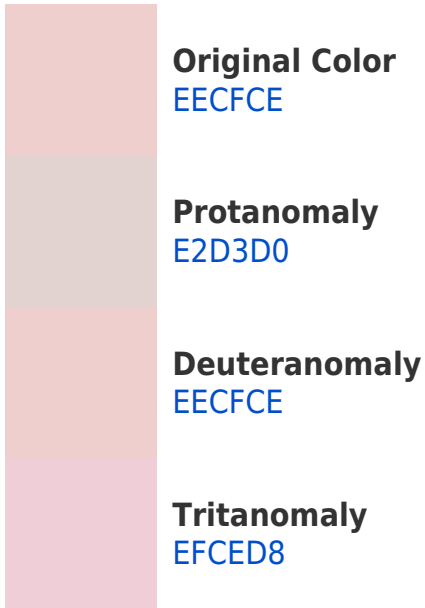 Original Color
EECFCE
Protanomaly
E2D3D0
Deuteranomaly
EECFCE
Tritanomaly
EFCED8